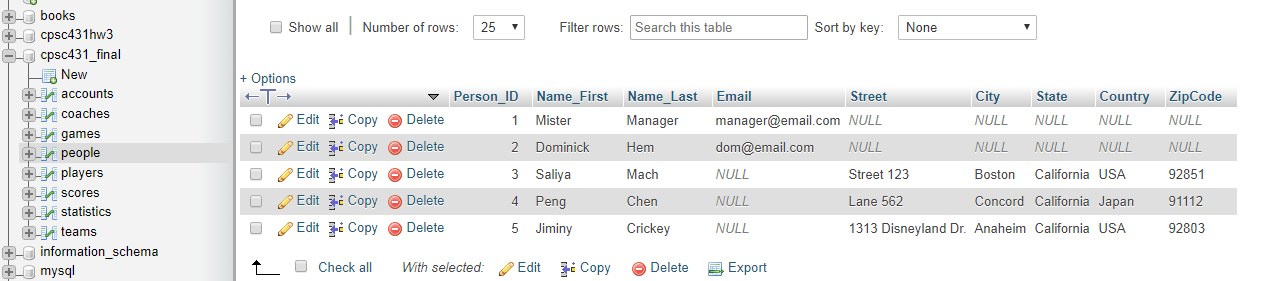 books
cpsc431hw3
cpsc431_final
New
accounts
coaches
games
people
players
scores
statistics
teams
information_schema
mysql
Show all | Number of rows: 25 Filter rows: Search this table Sort by key: None
+ Options
Person_ID Name_First Name_Last Email Street City State Country ZipCode
Edit Copy Delete 1 Mister Manager manager@email.com NULL NULL NULL NULL NULL
Edit Copy Delete 2 Dominick Hem dom@email.com NULL NULL NULL NULL NULL
Edit Copy Delete 3 Saliya Mach NULL Street 123 Boston California USA 92851
Edit Copy Delete 4 Peng Chen NULL Lane 562 Concord California Japan 91112
Edit Copy Delete 5 Jiminy Crickey NULL 1313 Disneyland Dr. Anaheim California USA 92803
Check all With selected: Edit Copy Delete Export